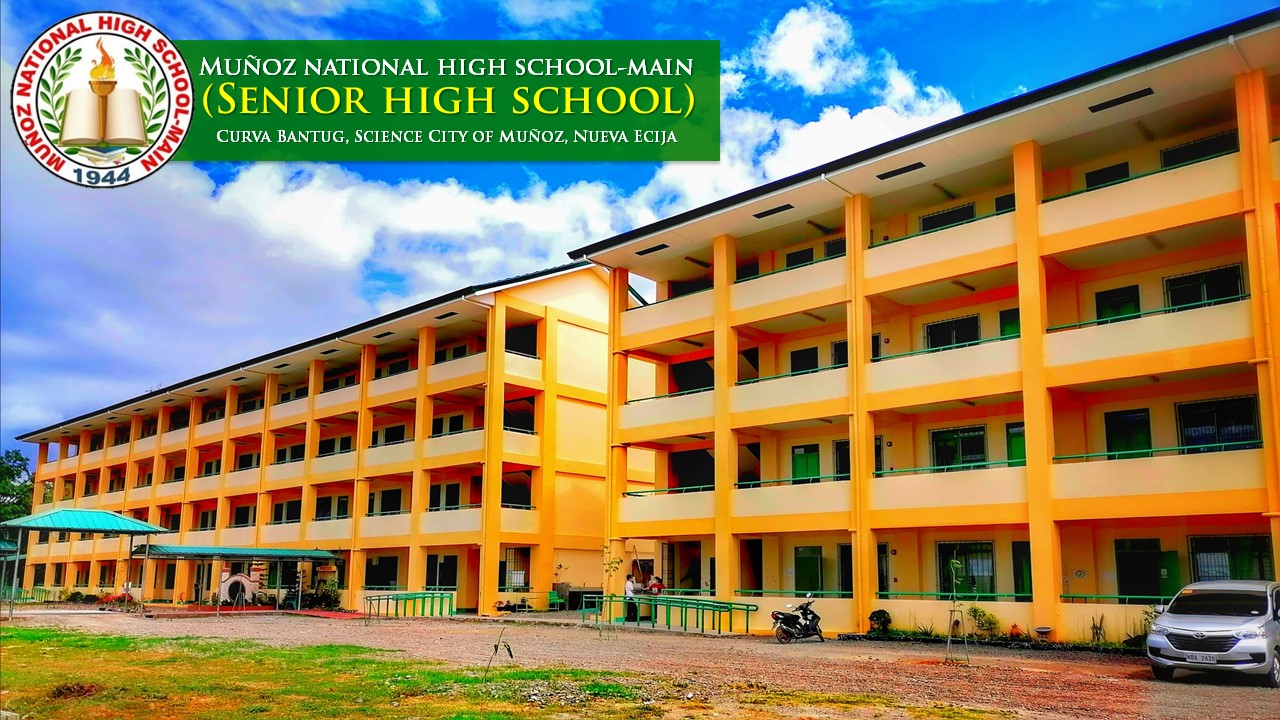 MUÑOZ NATIONAL HIGH SCHOOL-MAIN
1944
MUÑOZ NATIONAL HIGH SCHOOL-MAIN
(SENIOR HIGH SCHOOL)
CURVA BANTUG, SCIENCE CITY OF MUÑOZ, NUEVA ECIJA